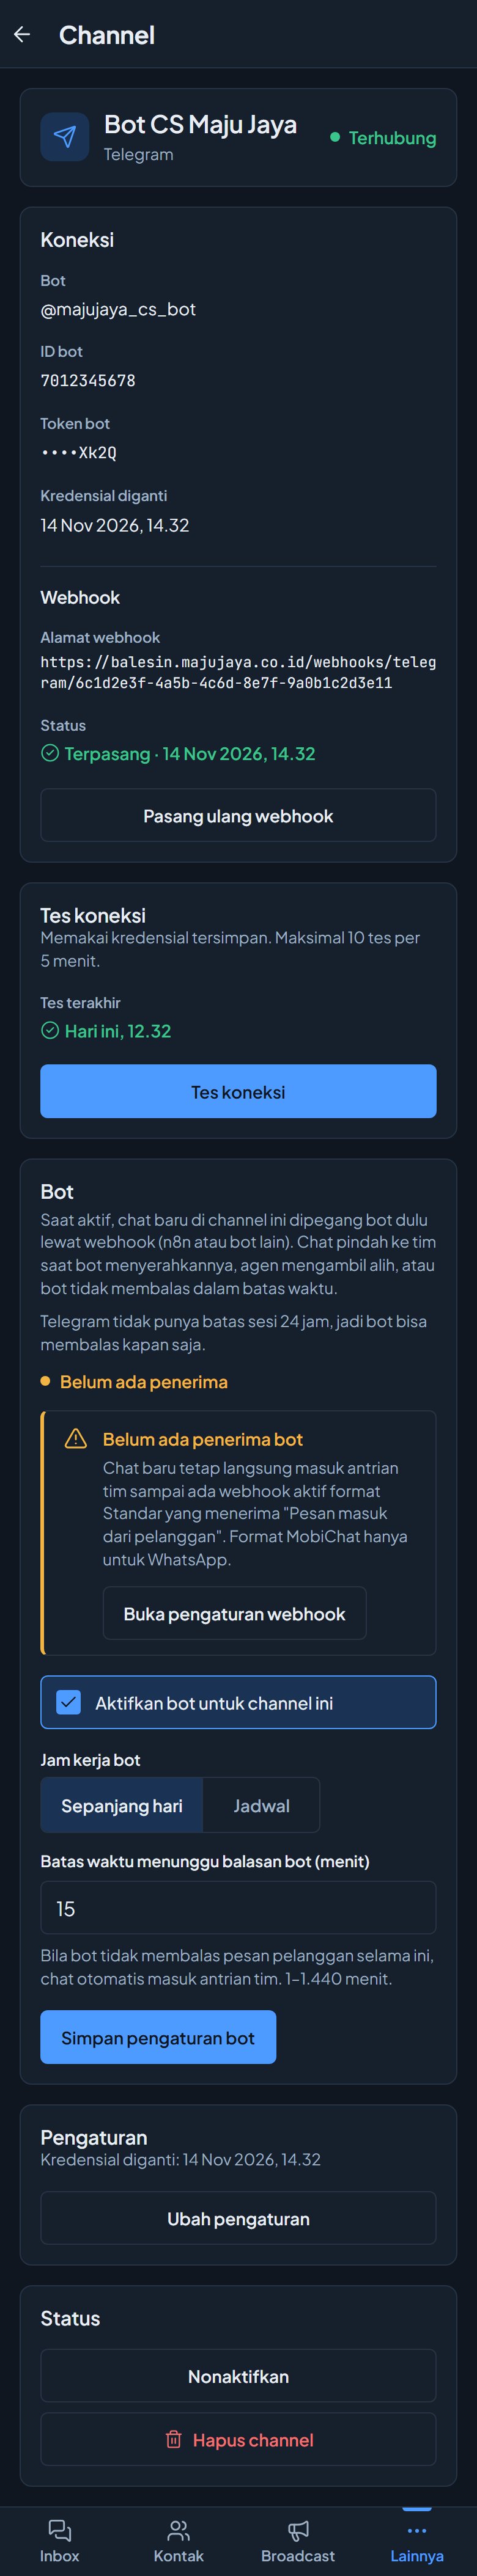 Channel
Bot CS Maju Jaya
Telegram
Terhubung
Koneksi
Bot
@majujaya_cs_bot
ID bot
7012345678
Token bot
••••Xk2Q
Kredensial diganti
14 Nov 2026, 14.32
Webhook
Alamat webhook
https://balesin.majujaya.co.id/webhooks/teleg
ram/6c1d2e3f-4a5b-4c6d-8e7f-9a0b1c2d3e11
Status
Terpasang · 14 Nov 2026, 14.32
Pasang ulang webhook
Tes koneksi
Memakai kredensial tersimpan. Maksimal 10 tes per
5 menit.
Tes terakhir
Hari ini, 12.32
Tes koneksi
Bot
Saat aktif, chat baru di channel ini dipegang bot dulu
lewat webhook (n8n atau bot lain). Chat pindah ke tim
saat bot menyerahkannya, agen mengambil alih, atau
bot tidak membalas dalam batas waktu.
Telegram tidak punya batas sesi 24 jam, jadi bot bisa
membalas kapan saja.
Belum ada penerima
Belum ada penerima bot
Chat baru tetap langsung masuk antrian
tim sampai ada webhook aktif format
Standar yang menerima "Pesan masuk
dari pelanggan". Format MobiChat hanya
untuk WhatsApp.
Buka pengaturan webhook
Aktifkan bot untuk channel ini
Jam kerja bot
Sepanjang hari
Jadwal
Batas waktu menunggu balasan bot (menit)
15
Bila bot tidak membalas pesan pelanggan selama ini,
chat otomatis masuk antrian tim. 1–1.440 menit.
Simpan pengaturan bot
Pengaturan
Kredensial diganti: 14 Nov 2026, 14.32
Ubah pengaturan
Status
Nonaktifkan
Hapus channel
Inbox
Kontak
Broadcast
Lainnya